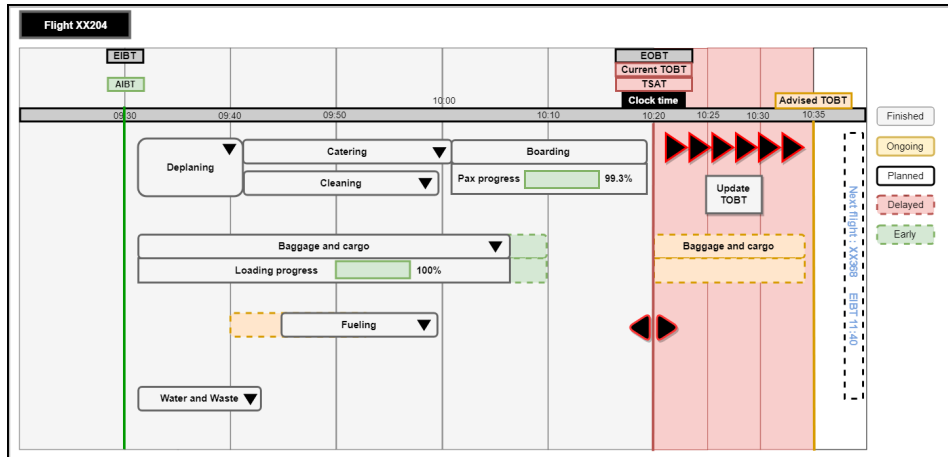 Flight XX204
EIBT
AIBT
EOBT
Current TOBT
TSAT
Clock time
Advised TOBT
10:00
09:30
09:40
09:50
10:10
10:20
10:25
10:30
10:35
Finished
Ongoing
Planned
Delayed
Early
Deplaning
Catering
Cleaning
Boarding
Pax progress
99.3%
Update
TOBT
Baggage and cargo
Loading progress
100%
Baggage and cargo
Fueling
Water and Waste
Next flight : XX368 EIBT 11:40